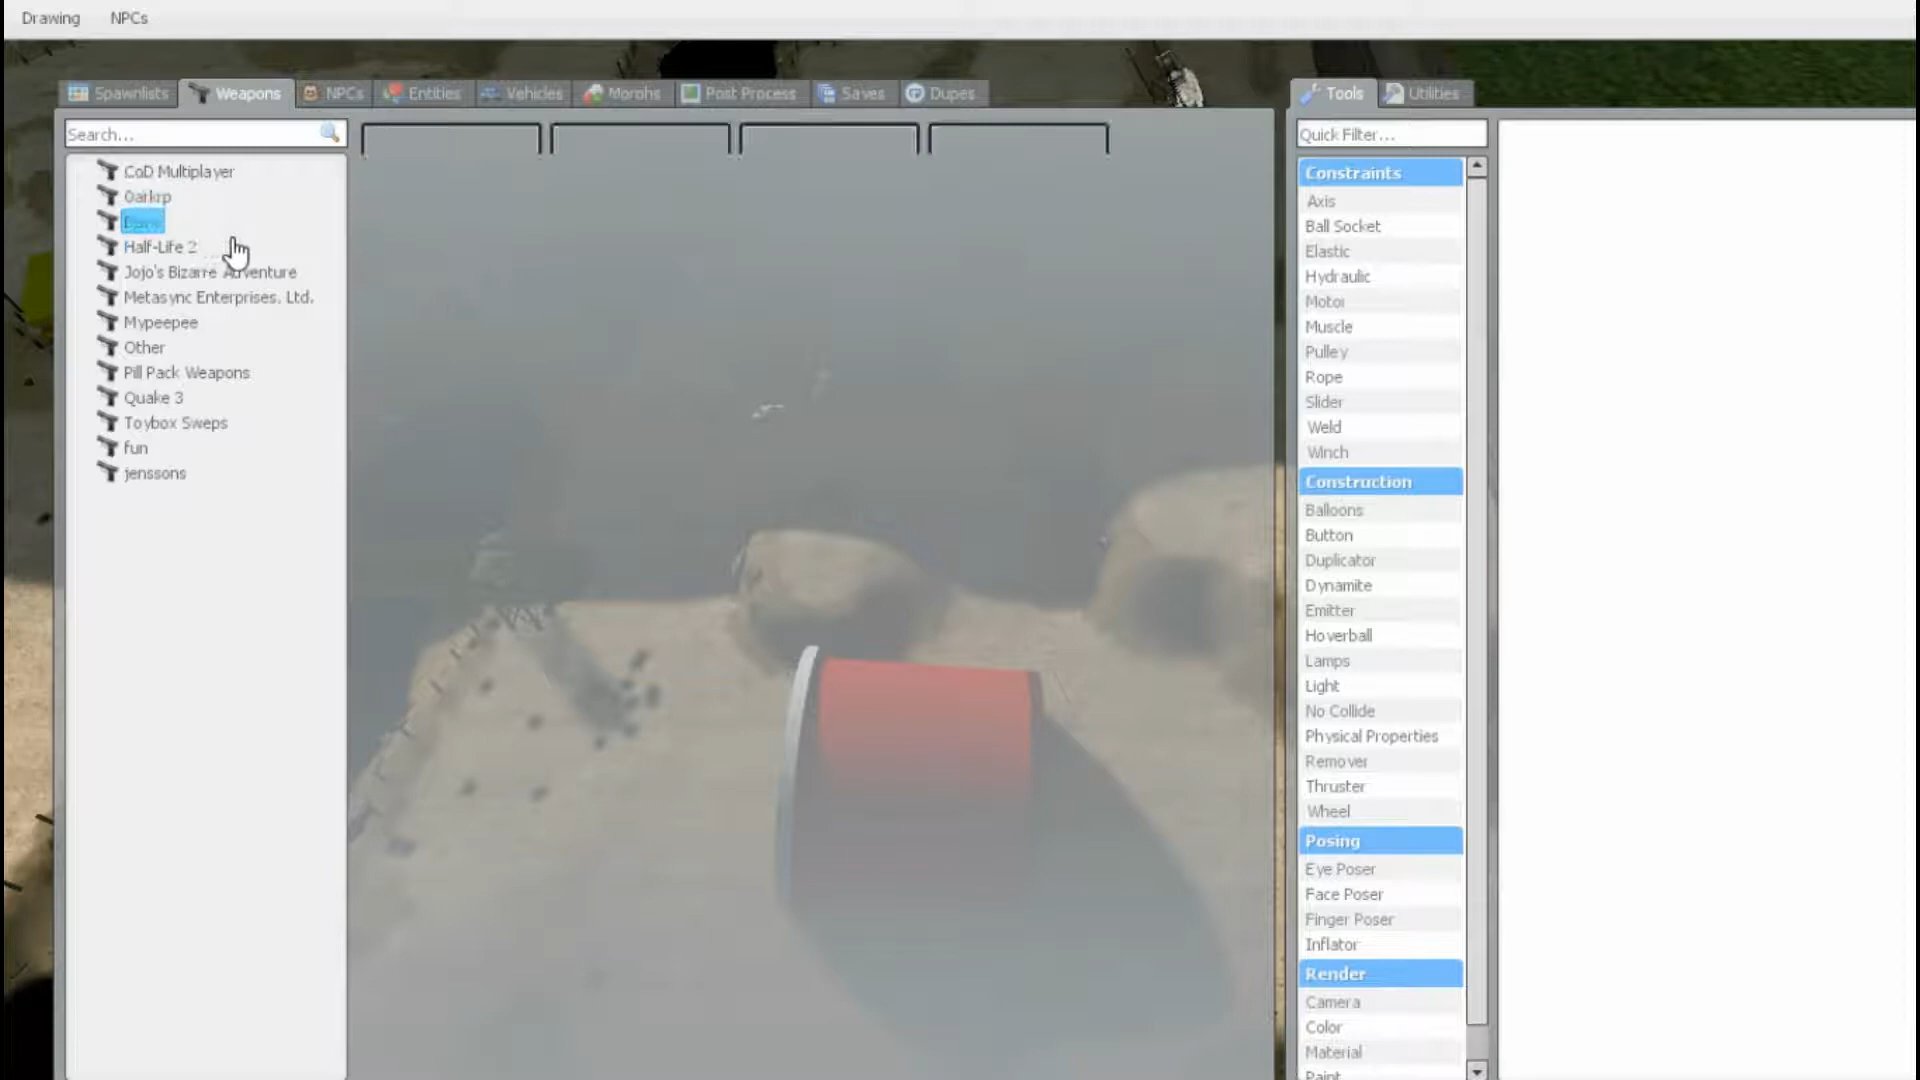 Drawing NPCs
Spawnlists Weapons NPCs Entities Vehicles Morphs Post Process Saves Dupes
Tools Utilities
Search...
CoD Multiplayer
Darkrp
Half-Life 2
Jojo's Bizarre Adventure
Metasync Enterprises, Ltd.
Mypeepee
Other
Pill Pack Weapons
Quake 3
Toybox Sweps
fun
jenssons
Quick Filter...
Constraints
Axis
Ball Socket
Elastic
Hydraulic
Motor
Muscle
Pulley
Rope
Slider
Weld
Winch
Construction
Balloons
Button
Duplicator
Dynamite
Emitter
Hoverball
Lamps
Light
No Collide
Physical Properties
Remover
Thruster
Wheel
Posing
Eye Poser
Face Poser
Finger Poser
Inflator
Render
Camera
Color
Material
Paint